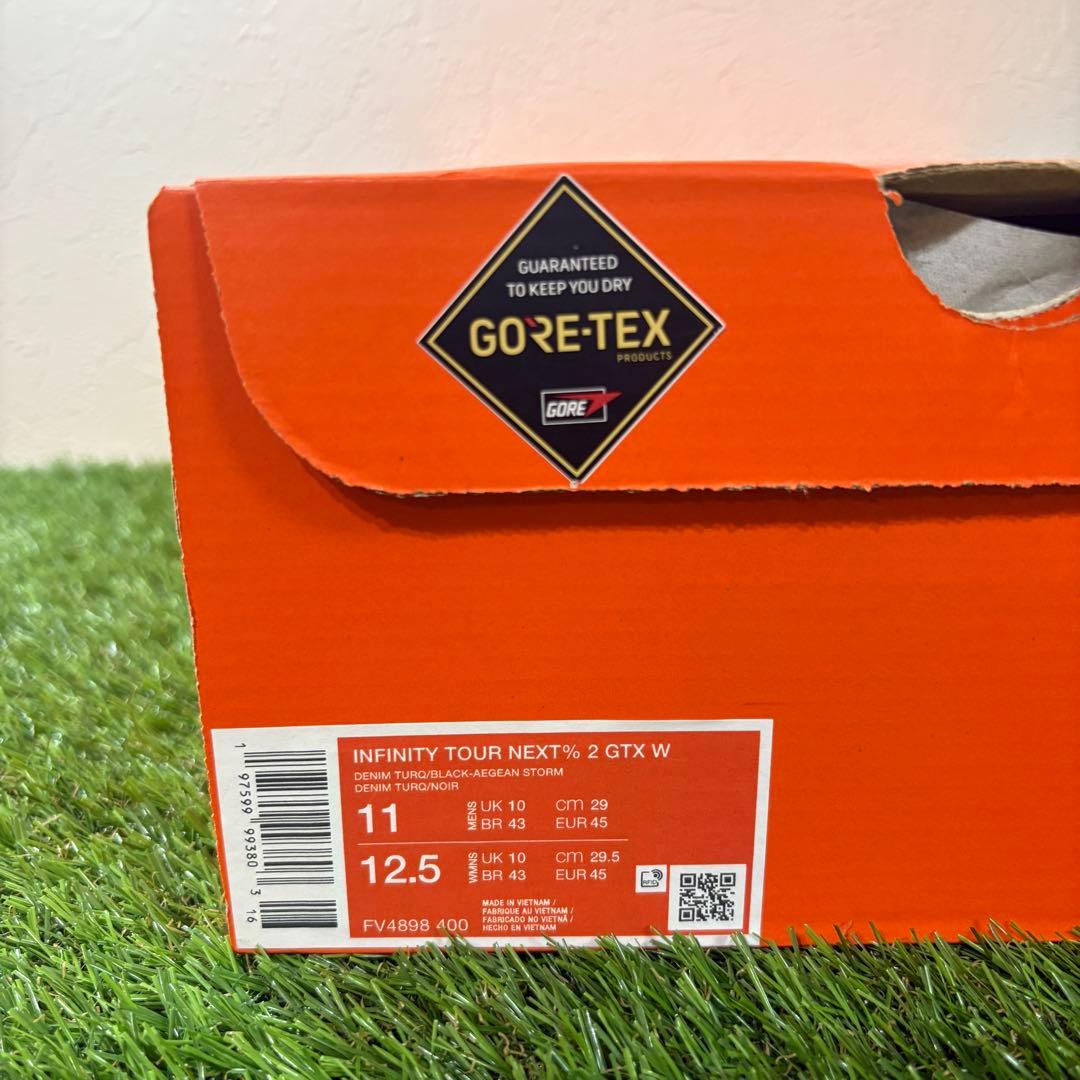 GUARANTEED
TO KEEP YOU DRY
GORE-TEX
PRODUCTS
GORE
INFINITY TOUR NEXT% 2 GTX W
DENIM TURQ/BLACK-AEGEAN STORM
DENIM TURQ/NOIR
11 MENS UK 10 CM 29
BR 43 EUR 45
12.5 WMNS UK 10 CM 29.5
BR 43 EUR 45
RFID
MADE IN VIETNAM /
FABRIQUE AU VIETNAM /
FABRICADO NO VIETNÃ /
HECHO EN VIETNAM
FV4898 400
1 97599 99380 3 16